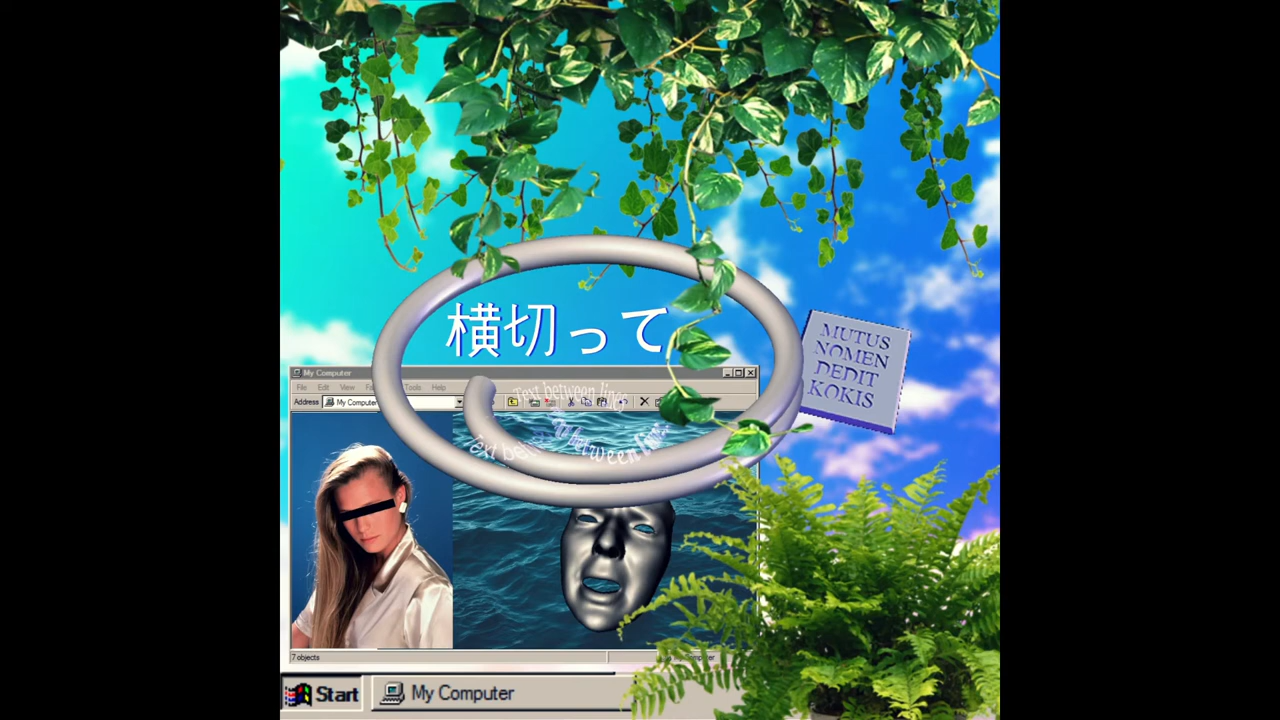 横切って
MUTUS
NOMEN
DEDIT
KOKIS
My Computer
File Edit View Tools Help
Address My Computer
Text between lines
7 objects
Start My Computer